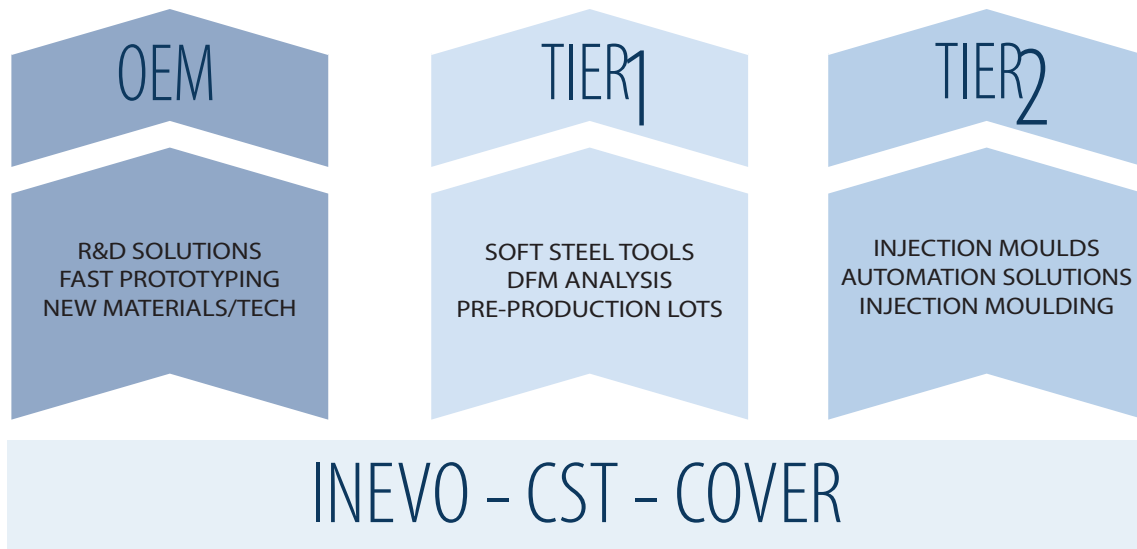 OEM
R&D SOLUTIONS
FAST PROTOTYPING
NEW MATERIALS/TECH
TIER1
SOFT STEEL TOOLS
DFM ANALYSIS
PRE-PRODUCTION LOTS
TIER2
INJECTION MOULDS
AUTOMATION SOLUTIONS
INJECTION MOULDING
INEVO – CST – COVER